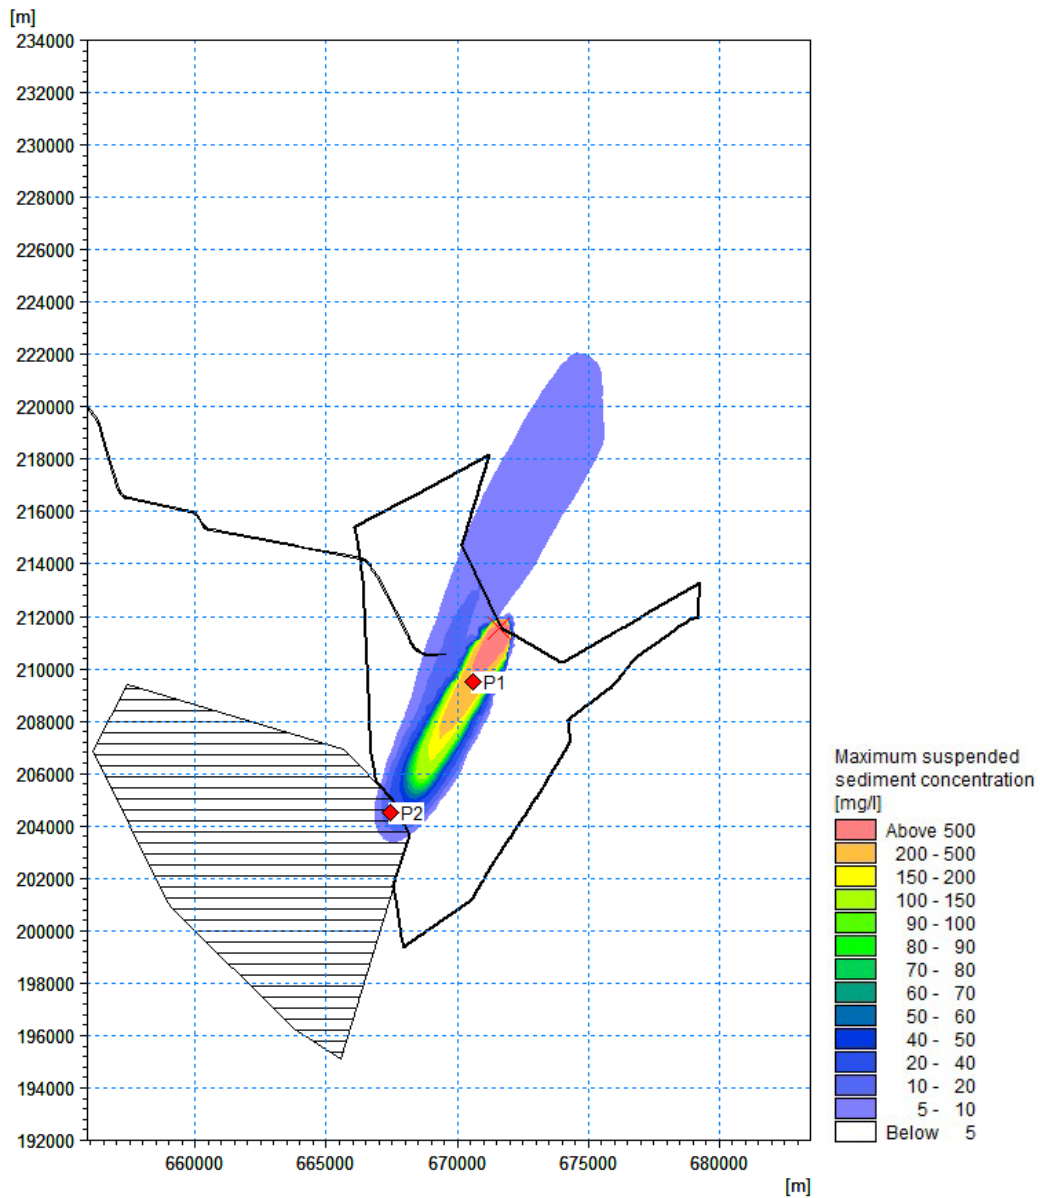 [m]
234000
232000
230000
228000
226000
224000
222000
220000
218000
216000
214000
212000
210000
208000
206000
204000
202000
200000
198000
196000
194000
192000
P1
P2
660000 665000 670000 675000 680000
[m]
Maximum suspended
sediment concentration
[mg/l]
Above 500
200 - 500
150 - 200
100 - 150
90 - 100
80 - 90
70 - 80
60 - 70
50 - 60
40 - 50
20 - 40
10 - 20
5 - 10
Below 5